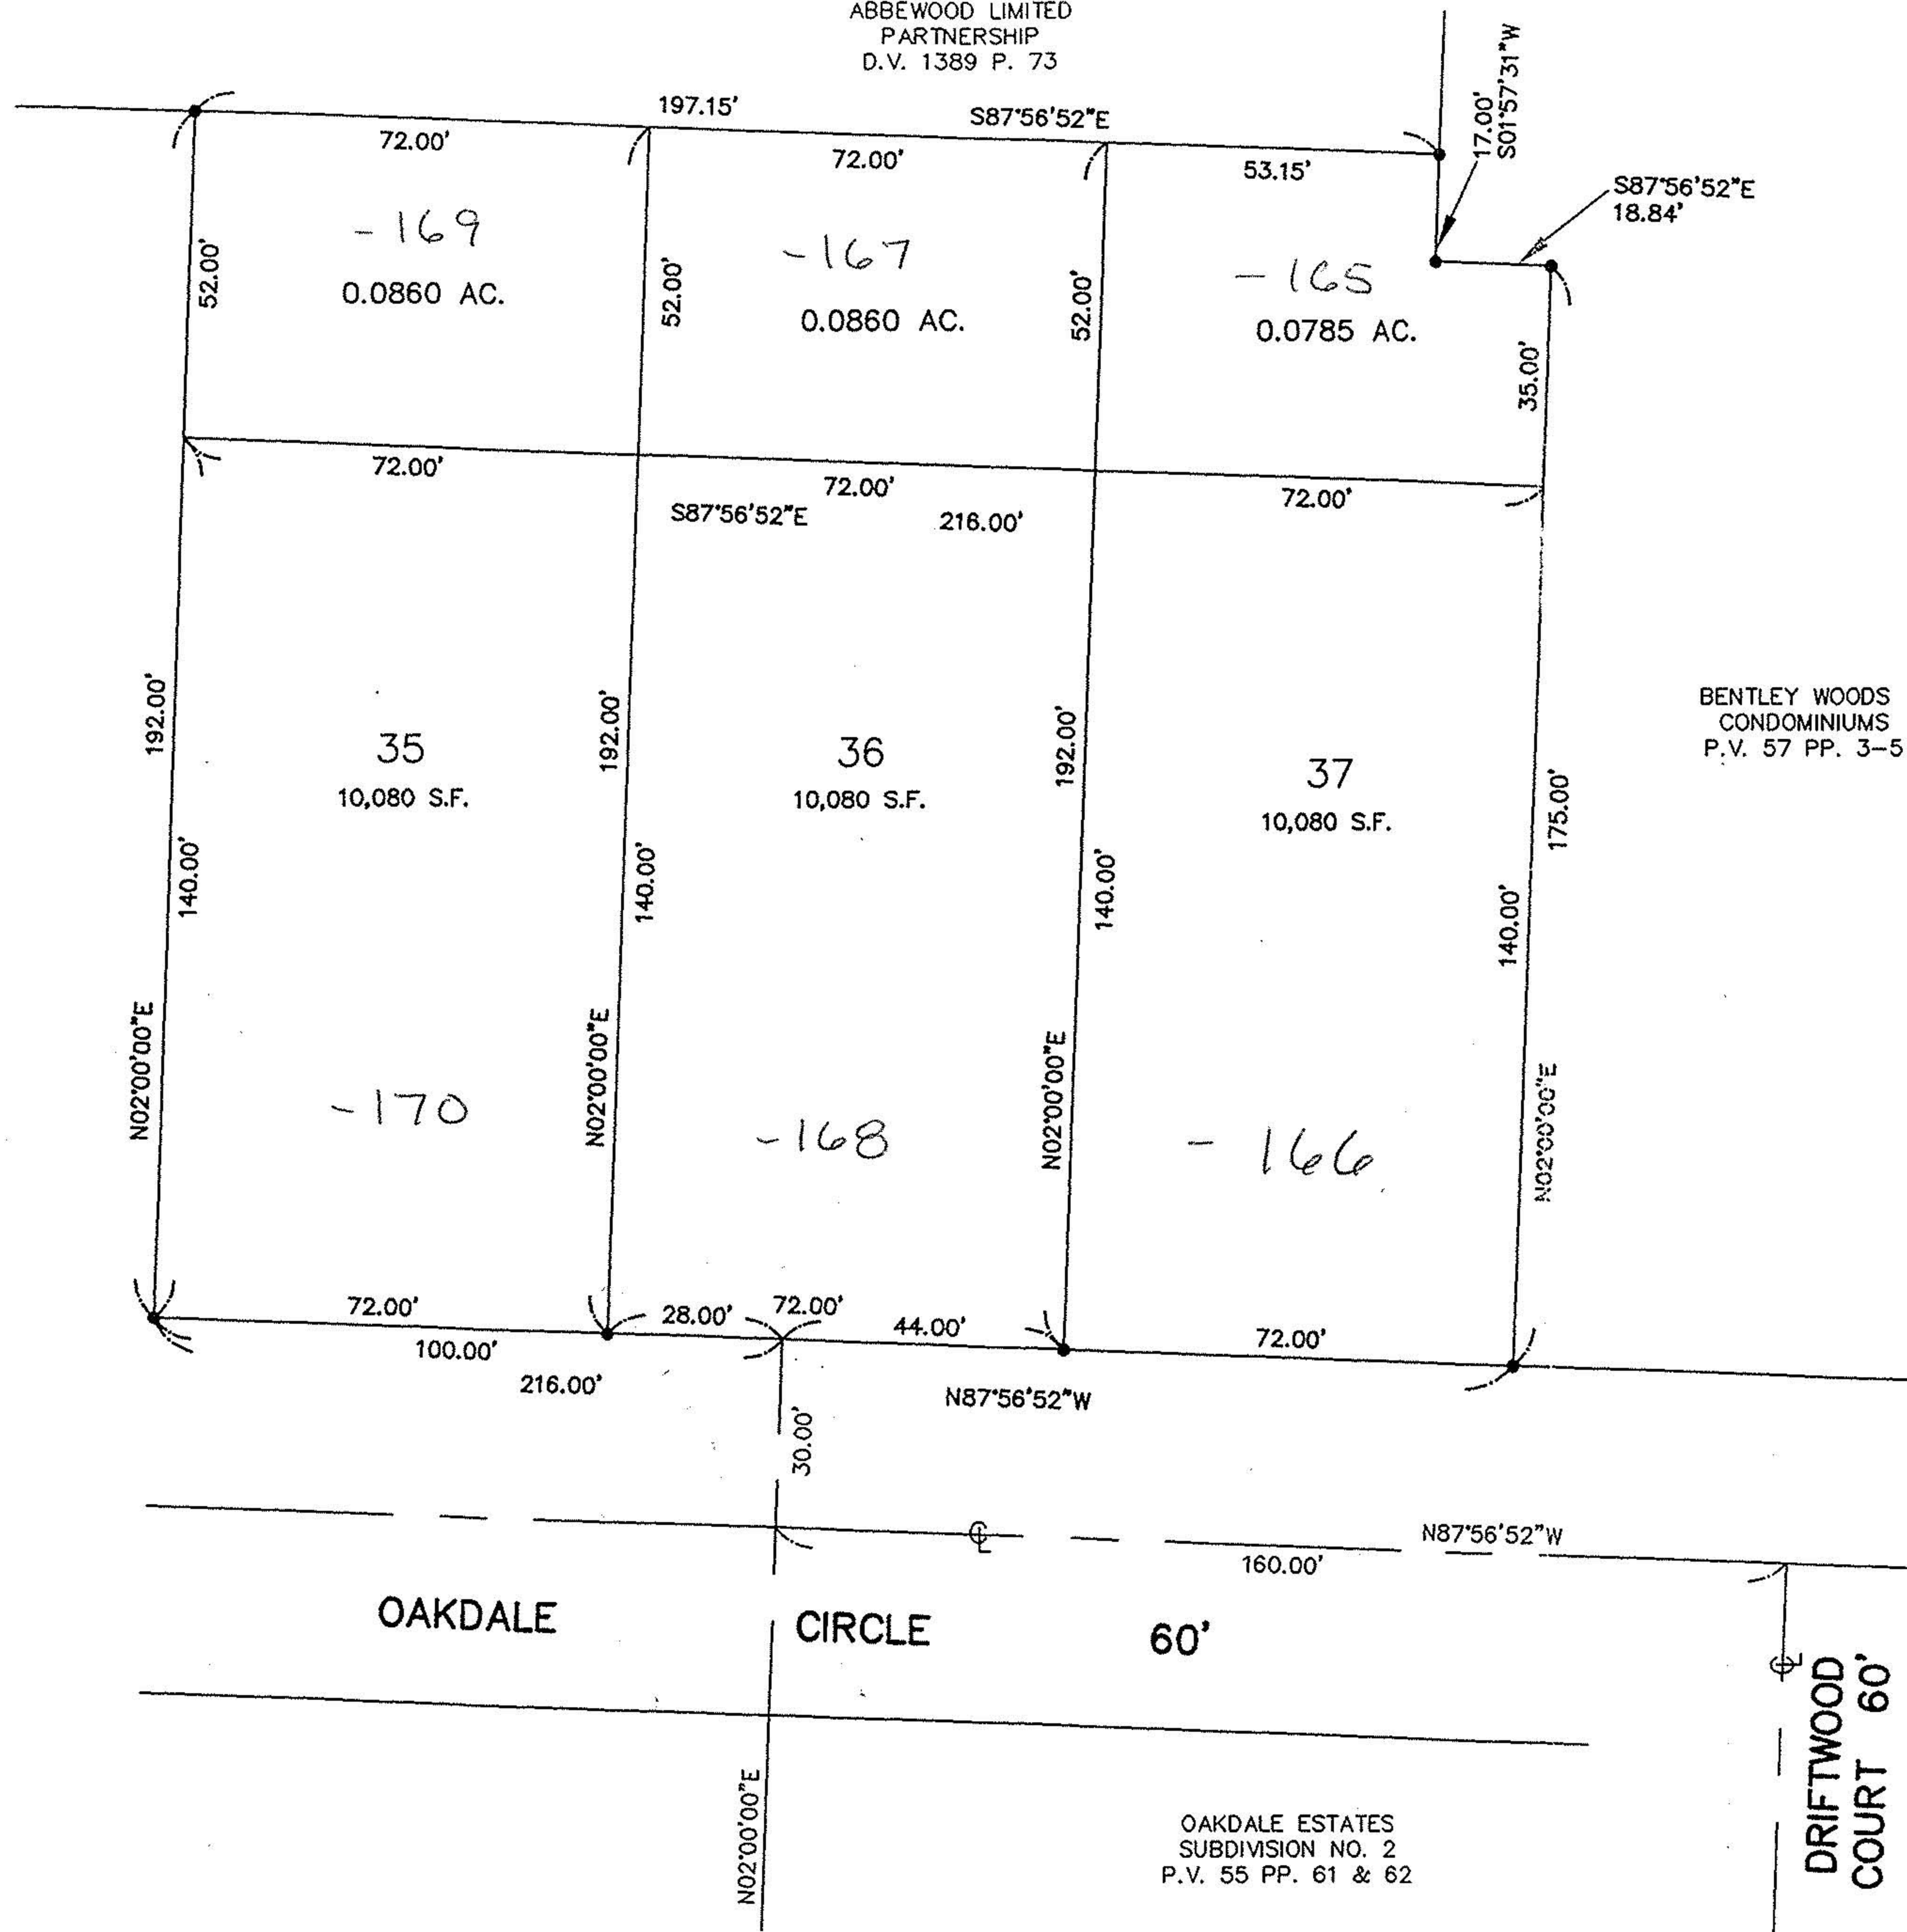 ABBEWOOD LIMITED
PARTNERSHIP
D.V. 1389 P. 73
197.15'
S87°56'52"E
17.00'
S01°57'31"W
72.00'
72.00'
53.15'
S87°56'52"E
18.84'
-169
-167
-165
52.00'
0.0860 AC.
52.00'
0.0860 AC.
52.00'
0.0785 AC.
35.00'
72.00'
72.00'
72.00'
S87°56'52"E
216.00'
BENTLEY WOODS
CONDOMINIUMS
P.V. 57 PP. 3-5
192.00'
35
10,080 S.F.
192.00'
36
10,080 S.F.
192.00'
37
10,080 S.F.
175.00'
140.00'
140.00'
140.00'
140.00'
N02°00'00"E
N02°00'00"E
N02°00'00"E
N02°00'00"E
-170
-168
- 166
72.00'
28.00'
72.00'
44.00'
72.00'
100.00'
216.00'
N87°56'52"W
30.00'
N87°56'52"W
160.00'
OAKDALE CIRCLE 60'
DRIFTWOOD
COURT 60'
N02°00'00"E
OAKDALE ESTATES
SUBDIVISION NO. 2
P.V. 55 PP. 61 & 62